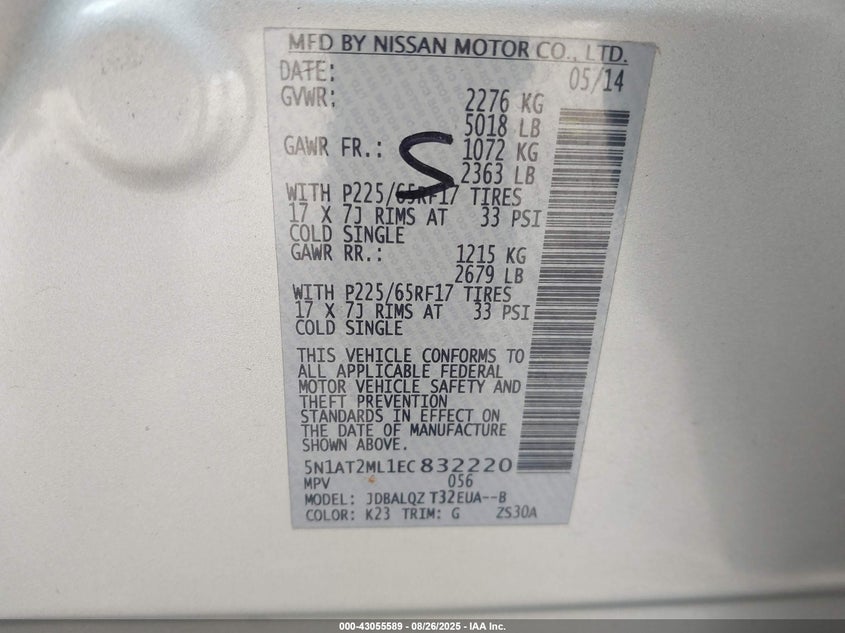 MFD BY NISSAN MOTOR CO., LTD.
DATE: 05/14
GVWR: 2276 KG
5018 LB
GAWR FR.: 1072 KG
2363 LB
WITH P225/65RF17 TIRES
17 X 7J RIMS AT 33 PSI
COLD SINGLE
GAWR RR.: 1215 KG
2679 LB
WITH P225/65RF17 TIRES
17 X 7J RIMS AT 33 PSI
COLD SINGLE
THIS VEHICLE CONFORMS TO
ALL APPLICABLE FEDERAL
MOTOR VEHICLE SAFETY AND
THEFT PREVENTION
STANDARDS IN EFFECT ON
THE DATE OF MANUFACTURE
SHOWN ABOVE.
5N1AT2ML1EC832220
MPV 056
MODEL: JDBALQZ T32EUA--B
COLOR: K23 TRIM: G ZS30A
000-43055589 - 08/26/2025 - IAA Inc.